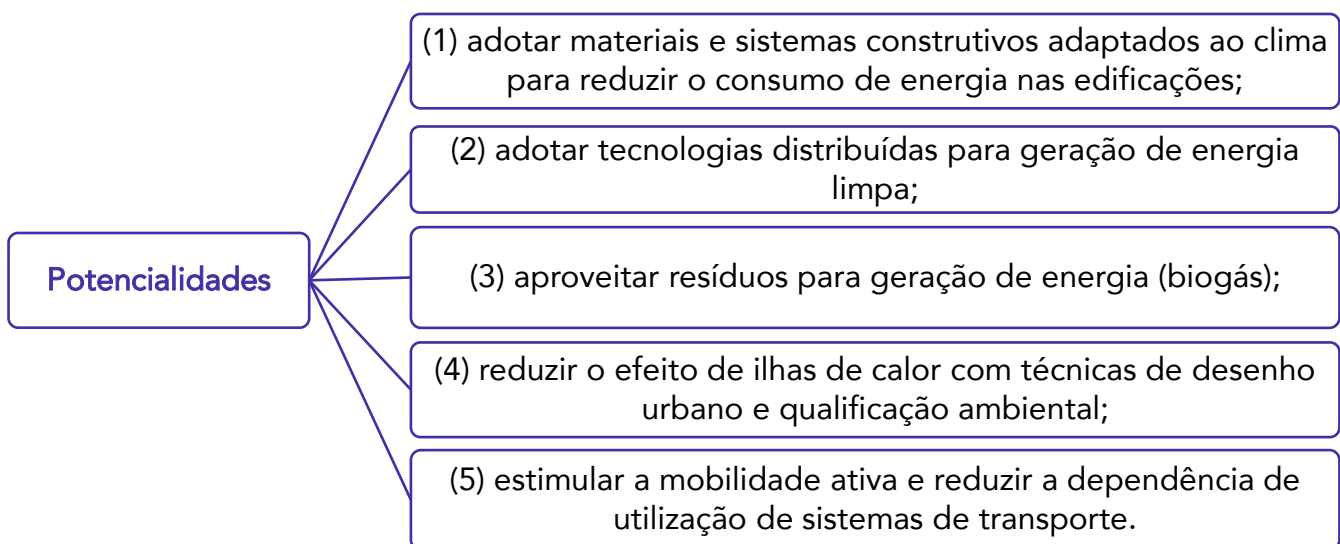 Potencialidades
(1) adotar materiais e sistemas construtivos adaptados ao clima
para reduzir o consumo de energia nas edificações;
(2) adotar tecnologias distribuídas para geração de energia
limpa;
(3) aproveitar resíduos para geração de energia (biogás);
(4) reduzir o efeito de ilhas de calor com técnicas de desenho
urbano e qualificação ambiental;
(5) estimular a mobilidade ativa e reduzir a dependência de
utilização de sistemas de transporte.